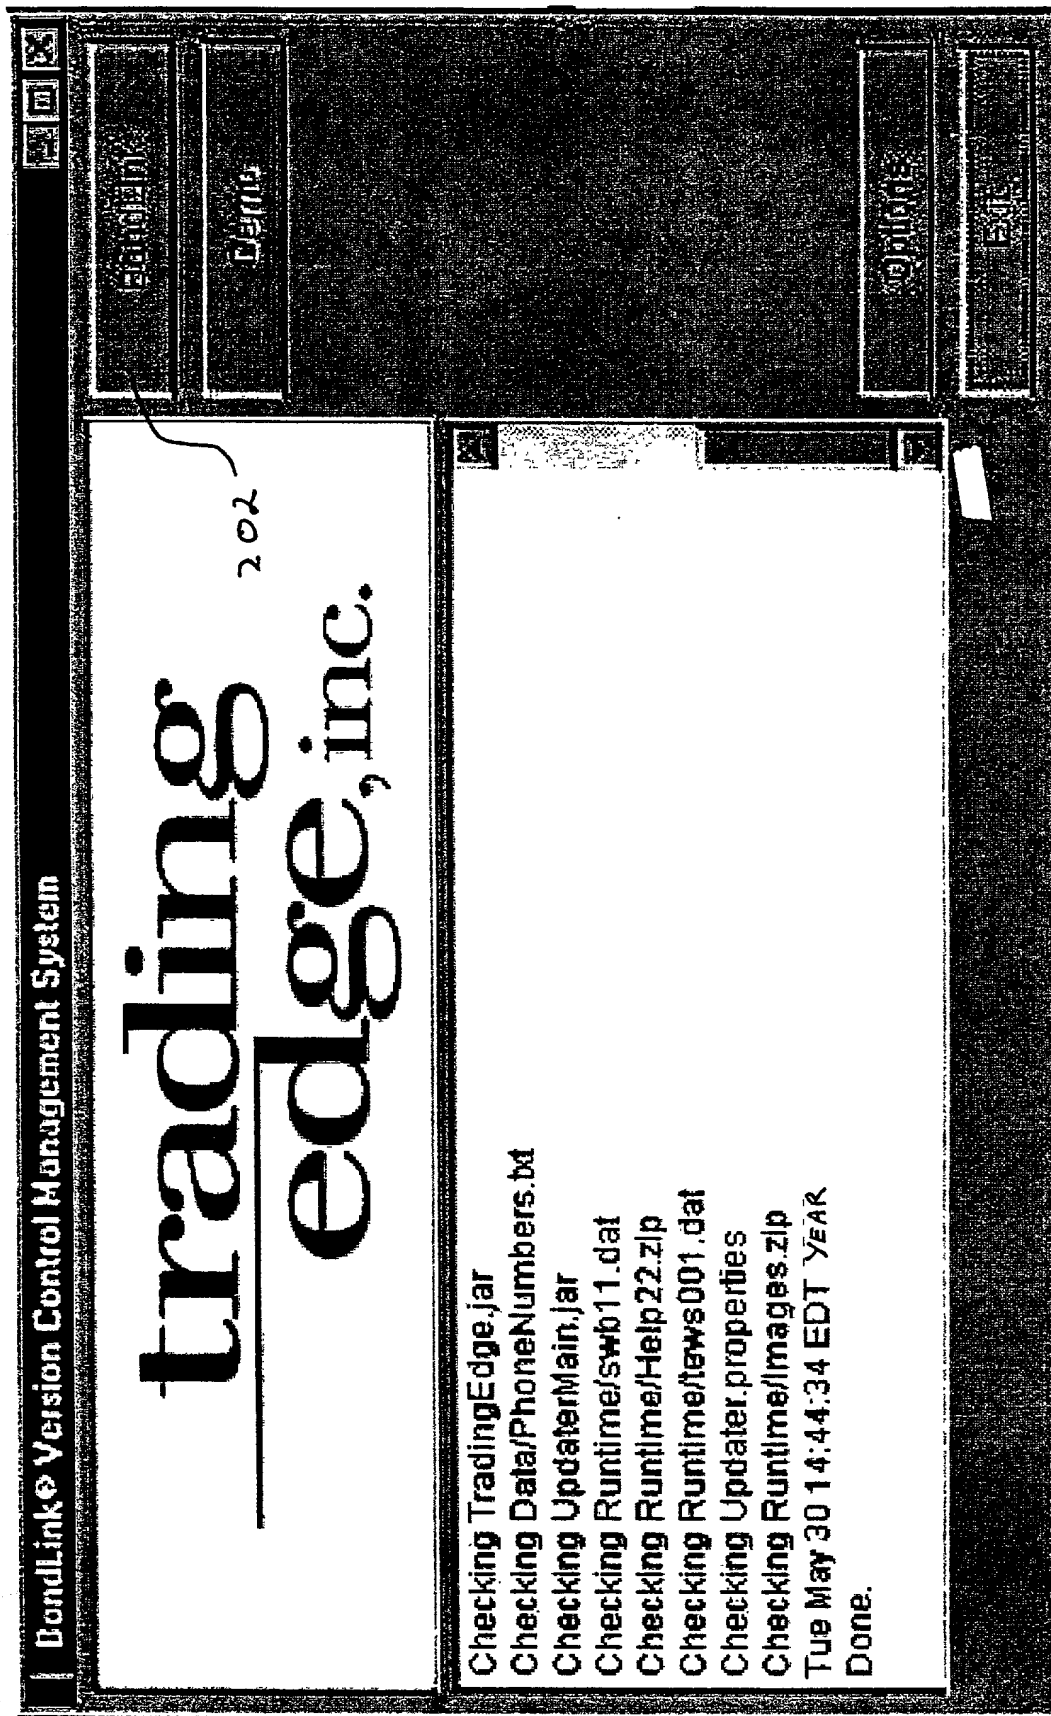 BondLink® Version Control Management System
trading
edge, inc.
202
BondLink
Demo
Checking TradingEdge.jar
Checking Data/PhoneNumbers.txt
Checking UpdaterMain.jar
Checking Runtime/swb11.dat
Checking Runtime/Help22.zip
Checking Runtime/tews001.dat
Checking Updater.properties
Checking Runtime/Images.zip
Tue May 30 14:44:34 EDT YEAR
Done.
Options
Exit